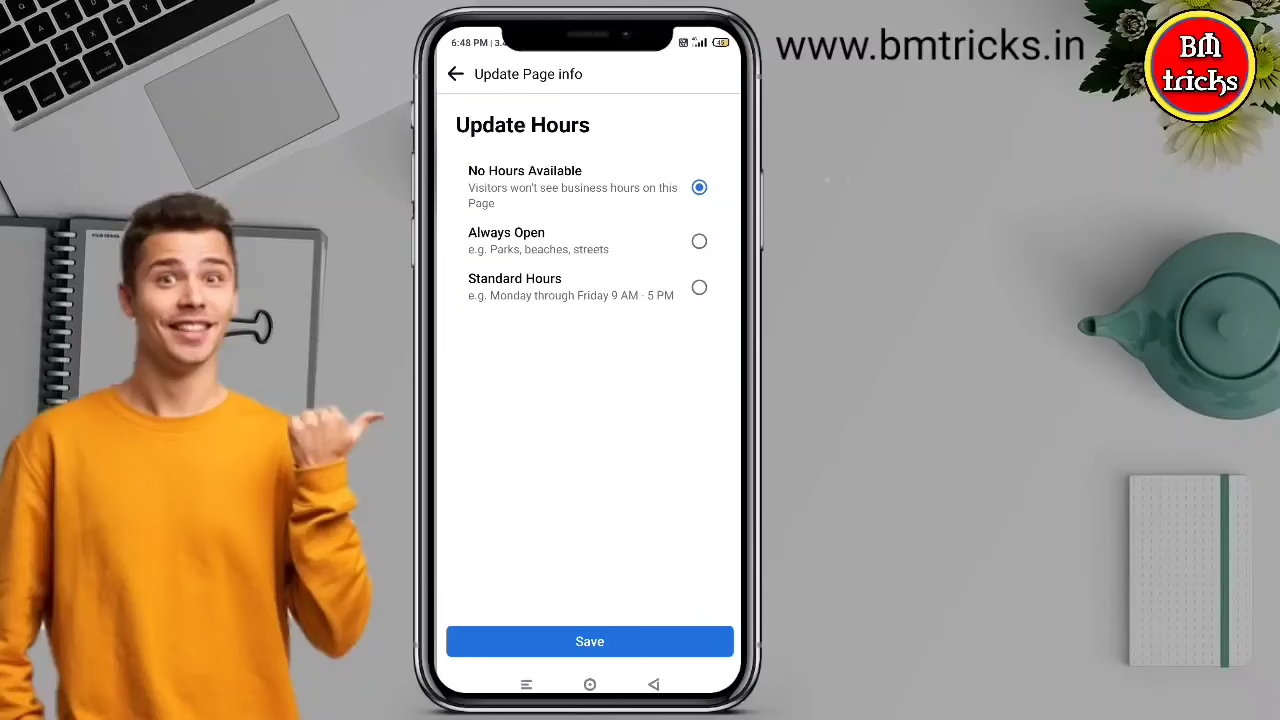 www.bmtricks.in
BM
tricks
6:48 PM | 3.4
49
Update Page info
Update Hours
No Hours Available
Visitors won't see business hours on this
Page
Always Open
e.g. Parks, beaches, streets
Standard Hours
e.g. Monday through Friday 9 AM - 5 PM
Save